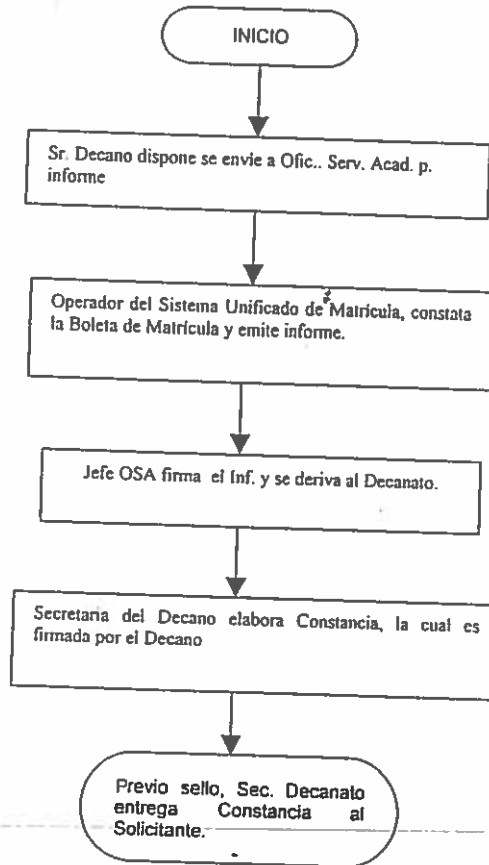 INICIO
Sr. Decano dispone se envie a Ofic.. Serv. Acad. p.
informe
Operador del Sistema Unificado de Matrícula, constata
la Boleta de Matrícula y emite informe.
Jefe OSA firma el Inf. y se deriva al Decanato.
Secretaria del Decano elabora Constancia, la cual es
firmada por el Decano
Previo sello, Sec. Decanato
entrega Constancia al
Solicitante.